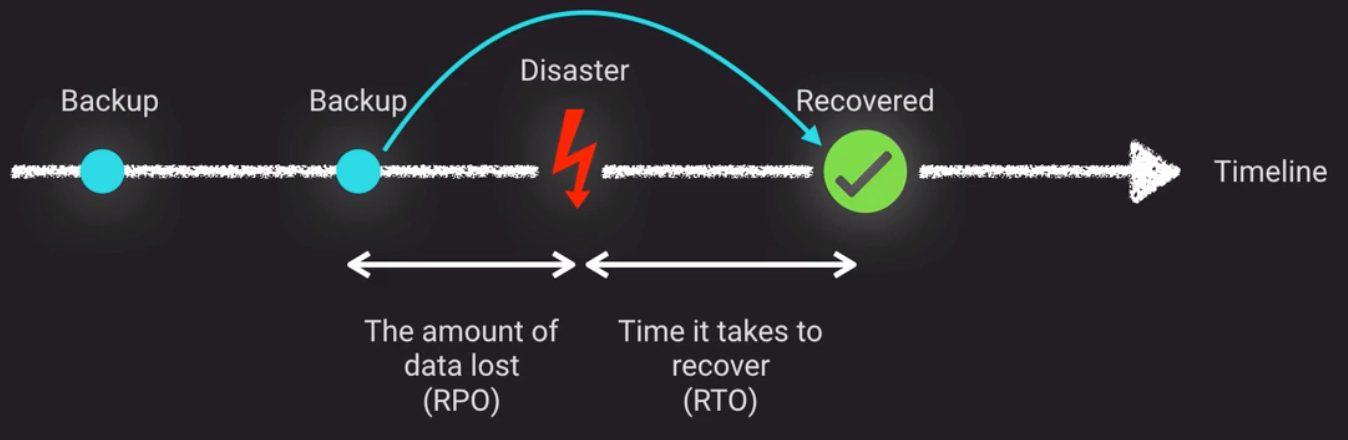 Disaster
Backup
Backup
Recovered
Timeline
The amount of
data lost
(RPO)
Time it takes to
recover
(RTO)